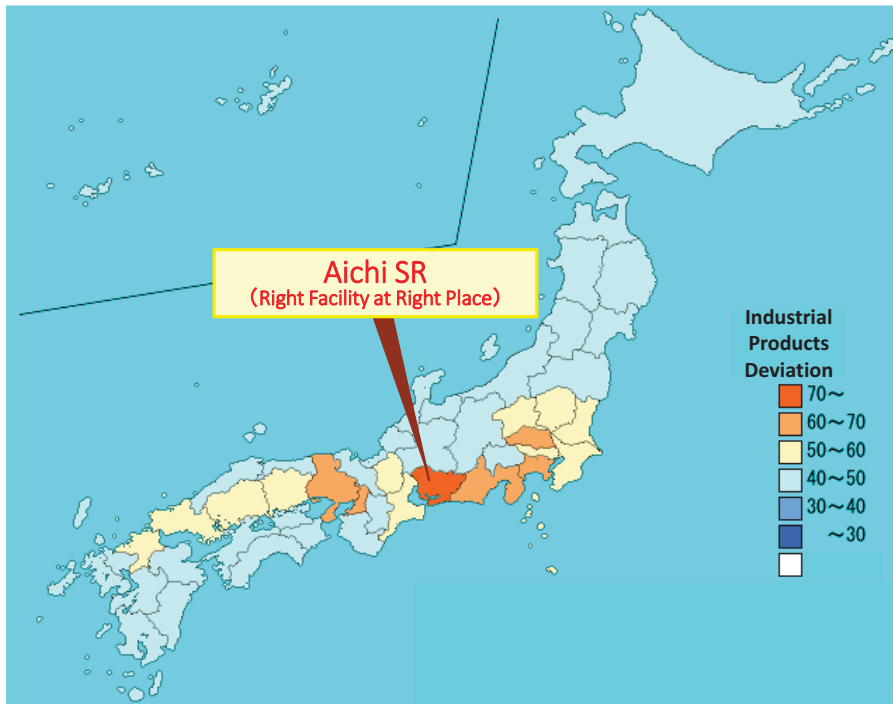 Aichi SR
（Right Facility at Right Place）
Industrial
Products
Deviation
70～
60～70
50～60
40～50
30～40
～30